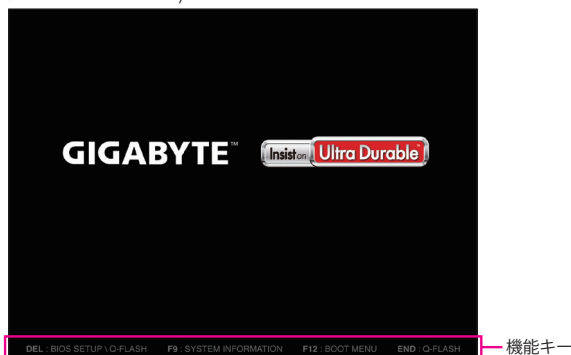 GIGABYTE™
Insist on Ultra Durable™
DEL : BIOS SETUP \ Q-FLASH F9 : SYSTEM INFORMATION F12 : BOOT MENU END : Q-FLASH
機能キー